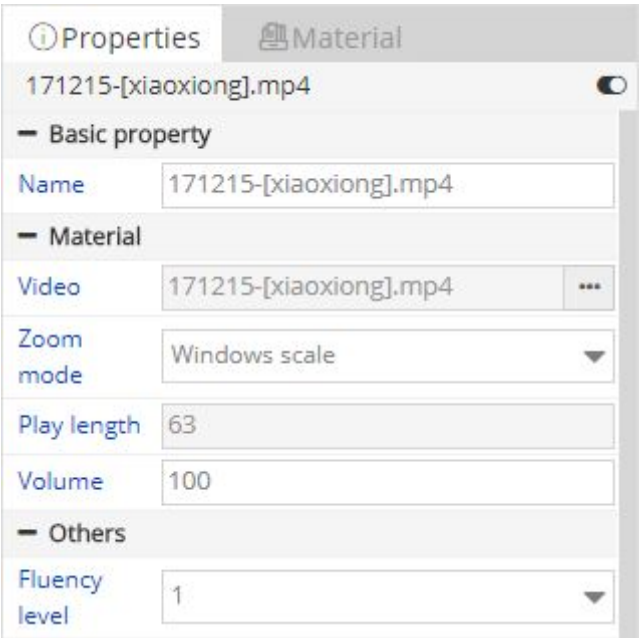 Properties Material
171215-[xiaoxiong].mp4
Basic property
Name 171215-[xiaoxiong].mp4
Material
Video 171215-[xiaoxiong].mp4 ...
Zoom
mode Windows scale
Play length 63
Volume 100
Others
Fluency
level 1